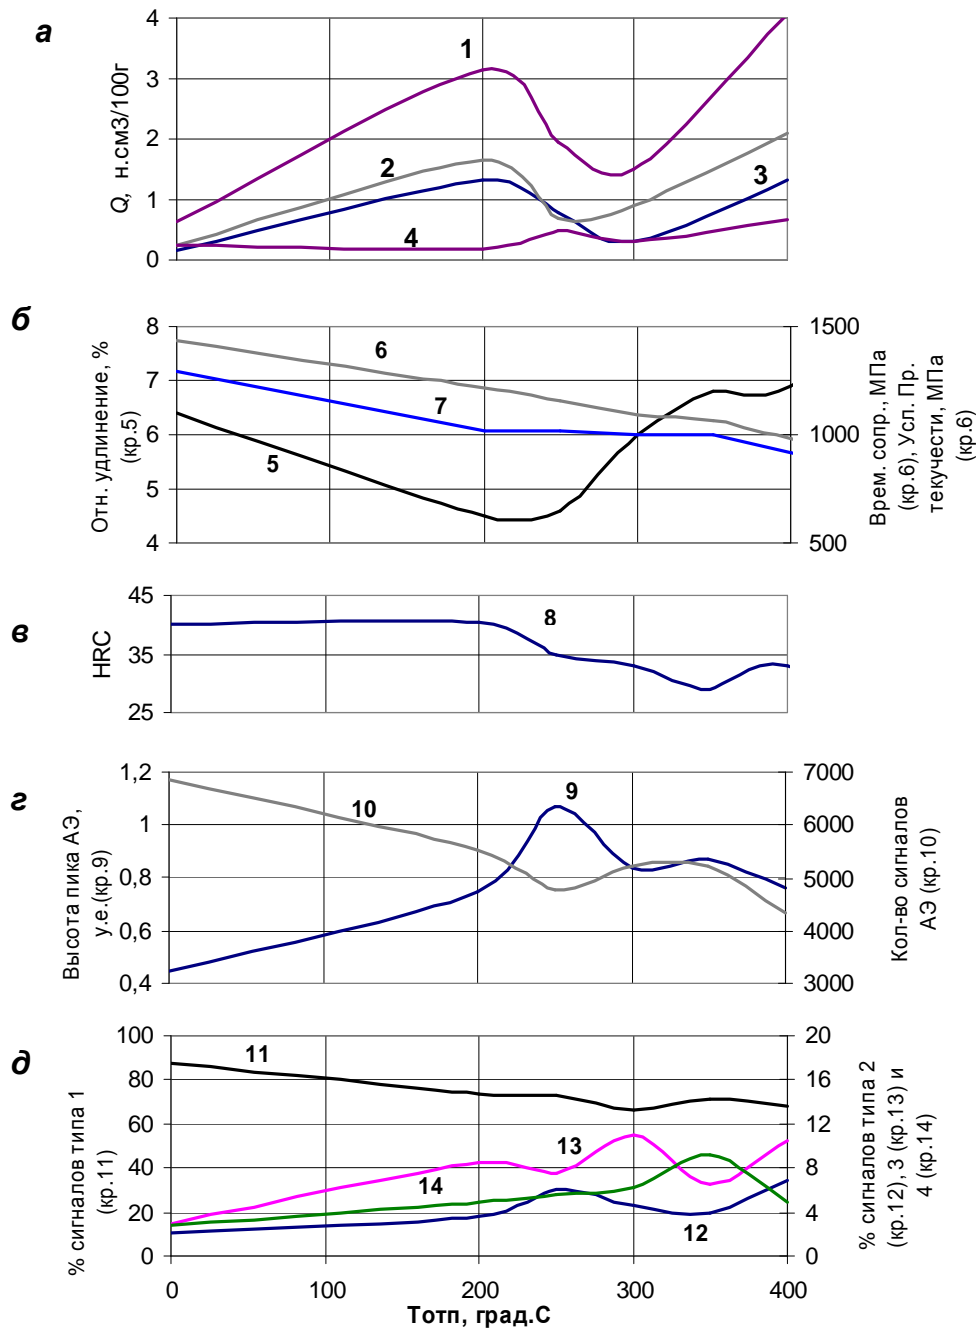 а
Q, н.см3/100г
4
3
2
1
0
1
2
3
4
б
Отн. удлинение, %
(кр.5)
8
7
6
5
4
6
7
5
1500
1000
500
Врем. сопр., МПа
(кр.6), Усл. Пр.
текучести, МПа
(кр.6)
в
HRC
45
35
25
8
г
Высота пика АЭ,
у.е.(кр.9)
1,2
1
0,8
0,6
0,4
9
10
7000
6000
5000
4000
3000
Кол-во сигналов
АЭ (кр.10)
д
% сигналов типа 1
(кр.11)
100
80
60
40
20
0
11
13
14
12
20
16
12
8
4
0
% сигналов типа 2
(кр.12), 3 (кр.13) и
4 (кр.14)
0 100 200 300 400
Тотп, град.С